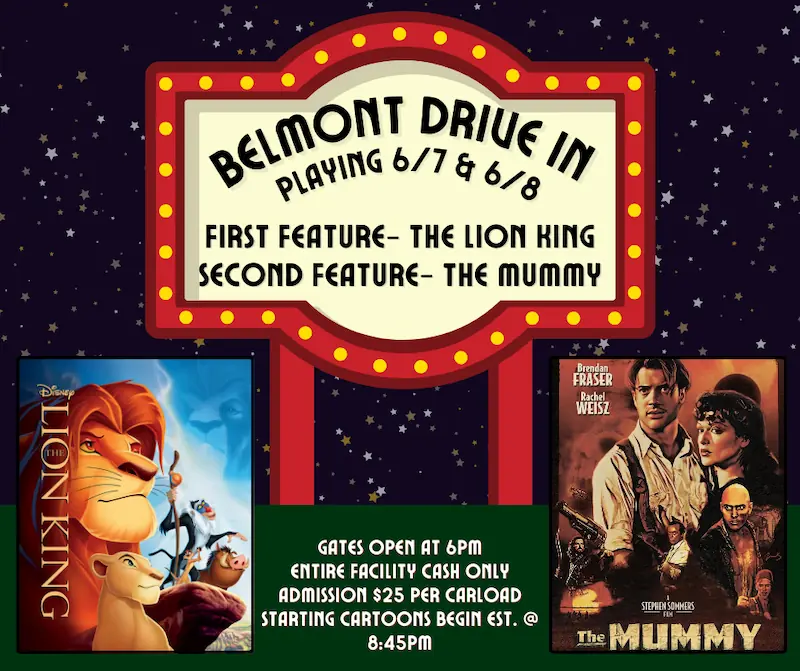 BELMONT DRIVE IN
PLAYING 6/7 & 6/8
FIRST FEATURE- THE LION KING
SECOND FEATURE- THE MUMMY
Disney
THE LION KING
Brendan
FRASER
Rachel
WEISZ
A
STEPHEN SOMMERS
FILM
The MUMMY
GATES OPEN AT 6PM
ENTIRE FACILITY CASH ONLY
ADMISSION $25 PER CARLOAD
STARTING CARTOONS BEGIN EST. @
8:45PM